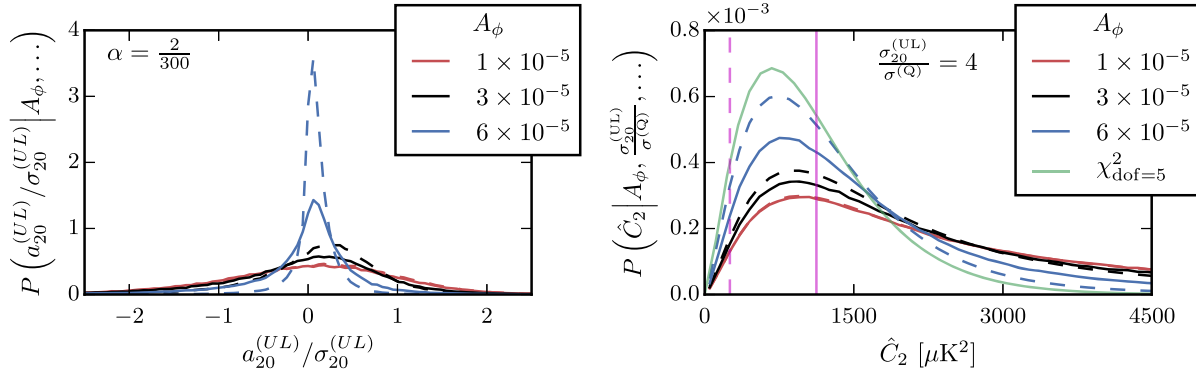 P(a_{20}^{(UL)}/σ_{20}^{(UL)}|A_ϕ, ...)
4
3
2
1
0
α = 2/300
A_ϕ
1 × 10^{-5}
3 × 10^{-5}
6 × 10^{-5}
−2 −1 0 1 2
a_{20}^{(UL)}/σ_{20}^{(UL)}
P(Ĉ_2|A_ϕ, σ_{20}^{(UL)}/σ^{(Q)}, ...)
×10^{-3}
0.8
0.6
0.4
0.2
0.0
σ_{20}^{(UL)}/σ^{(Q)} = 4
A_ϕ
1 × 10^{-5}
3 × 10^{-5}
6 × 10^{-5}
χ^2_{dof=5}
0 1500 3000 4500
Ĉ_2 [μK^2]